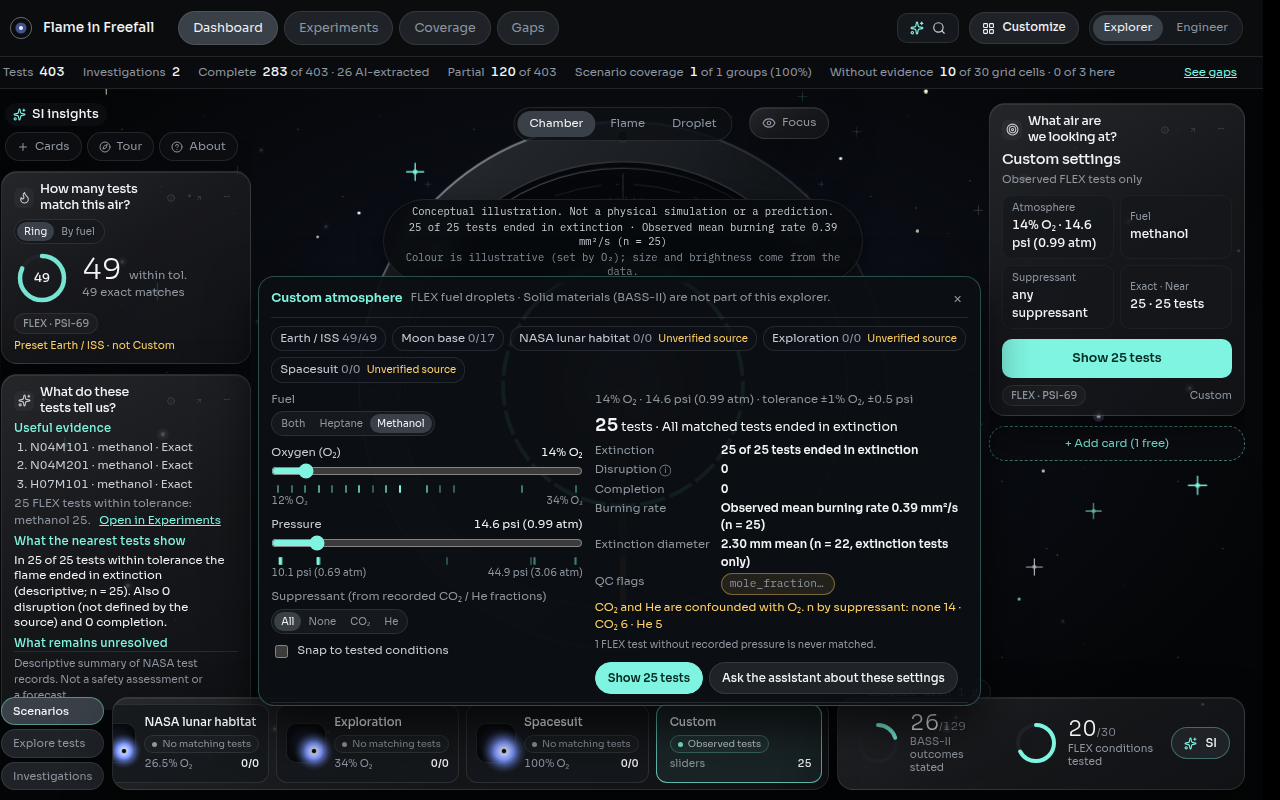 Flame in Freefall
Dashboard
Experiments
Coverage
Gaps
Customize
Explorer
Engineer
Tests 403
Investigations 2
Complete 283 of 403 · 26 AI-extracted
Partial 120 of 403
Scenario coverage 1 of 1 groups (100%)
Without evidence 10 of 30 grid cells · 0 of 3 here
See gaps
SI Insights
+ Cards
Tour
About
How many tests
match this air?
Ring
By fuel
49
49 within tol.
49 exact matches
FLEX · PSI-69
Preset Earth / ISS · not Custom
What do these
tests tell us?
Useful evidence
1. N04M101 · methanol · Exact
2. N04M201 · methanol · Exact
3. H07M101 · methanol · Exact
25 FLEX tests within tolerance:
methanol 25. Open in Experiments
What the nearest tests show
In 25 of 25 tests within tolerance the
flame ended in extinction
(descriptive; n = 25). Also 0
disruption (not defined by the
source) and 0 completion.
What remains unresolved
Descriptive summary of NASA test
records. Not a safety assessment or
a forecast.
Chamber
Flame
Droplet
Focus
Conceptual illustration. Not a physical simulation or a prediction.
25 of 25 tests ended in extinction · Observed mean burning rate 0.39
mm²/s (n = 25)
Colour is illustrative (set by O₂); size and brightness come from the
data.
Custom atmosphere FLEX fuel droplets · Solid materials (BASS-II) are not part of this explorer.
×
Earth / ISS 49/49
Moon base 0/17
NASA lunar habitat 0/0 Unverified source
Exploration 0/0 Unverified source
Spacesuit 0/0 Unverified source
Fuel
Both
Heptane
Methanol
Oxygen (O₂)
14% O₂
12% O₂
34% O₂
Pressure
14.6 psi (0.99 atm)
10.1 psi (0.69 atm)
44.9 psi (3.06 atm)
Suppressant (from recorded CO₂ / He fractions)
All
None
CO₂
He
Snap to tested conditions
14% O₂ · 14.6 psi (0.99 atm) · tolerance ±1% O₂, ±0.5 psi
25 tests · All matched tests ended in extinction
Extinction 25 of 25 tests ended in extinction
Disruption 0
Completion 0
Burning rate Observed mean burning rate 0.39 mm²/s
(n = 25)
Extinction diameter 2.30 mm mean (n = 22, extinction tests
only)
QC flags mole_fraction…
CO₂ and He are confounded with O₂. n by suppressant: none 14 ·
CO₂ 6 · He 5
1 FLEX test without recorded pressure is never matched.
Show 25 tests
Ask the assistant about these settings
What air are
we looking at?
Custom settings
Observed FLEX tests only
Atmosphere
14% O₂ · 14.6
psi (0.99 atm)
Fuel
methanol
Suppressant
any
suppressant
Exact · Near
25 · 25 tests
Show 25 tests
FLEX · PSI-69
Custom
+ Add card (1 free)
Scenarios
Explore tests
Investigations
NASA lunar habitat
No matching tests
26.5% O₂ 0/0
Exploration
No matching tests
34% O₂ 0/0
Spacesuit
No matching tests
100% O₂ 0/0
Custom
Observed tests
sliders 25
26/129
BASS-II
outcomes
stated
20/30
FLEX conditions
tested
SI